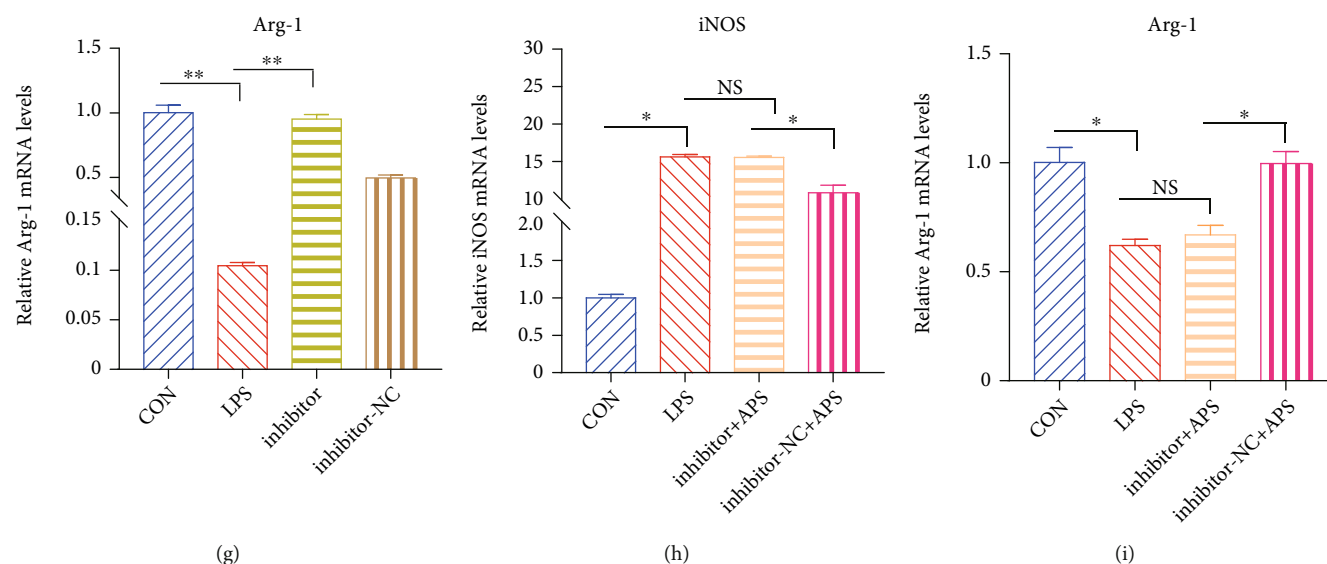 Arg-1
Relative Arg-1 mRNA levels
1.5
1.0
0.5
0.15
0.1
0.05
0
**
**
CON
LPS
inhibitor
inhibitor-NC
(g)
iNOS
Relative iNOS mRNA levels
30
25
20
15
10
2.0
1.5
1.0
0.5
0.0
*
NS
*
CON
LPS
inhibitor+APS
inhibitor-NC+APS
(h)
Arg-1
Relative Arg-1 mRNA levels
1.5
1.0
0.5
0
*
NS
*
CON
LPS
inhibitor+APS
inhibitor-NC+APS
(i)